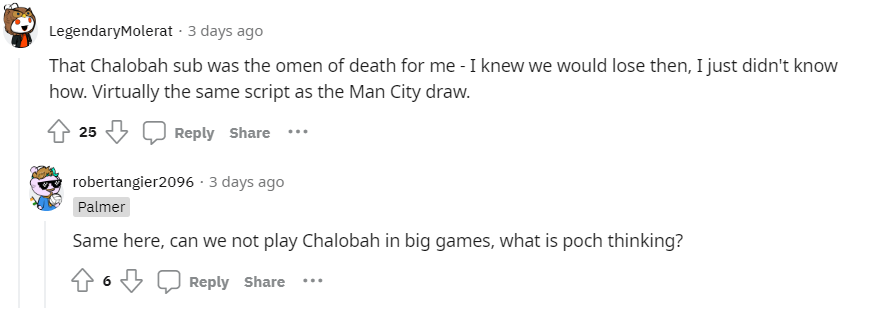 LegendaryMolerat · 3 days ago
That Chalobah sub was the omen of death for me - I knew we would lose then, I just didn't know
how. Virtually the same script as the Man City draw.
25 Reply Share ···
robertangier2096 · 3 days ago
Palmer
Same here, can we not play Chalobah in big games, what is poch thinking?
6 Reply Share ···